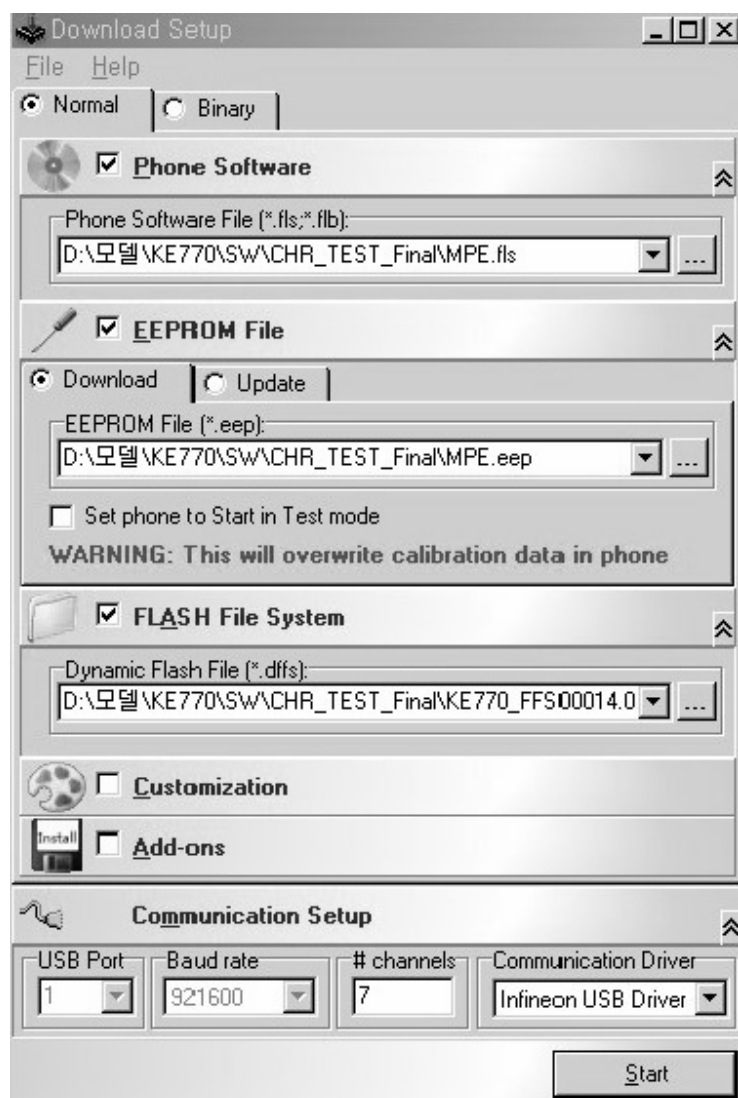 Download Setup
File Help
Normal Binary
Phone Software
Phone Software File (*.fls;*.flb):
D:\모델\KE770\SW\CHR_TEST_Final\MPE.fls ...
EEPROM File
Download Update
EEPROM File (*.eep):
D:\모델\KE770\SW\CHR_TEST_Final\MPE.eep ...
Set phone to Start in Test mode
WARNING: This will overwrite calibration data in phone
FLASH File System
Dynamic Flash File (*.dffs):
D:\모델\KE770\SW\CHR_TEST_Final\KE770_FFS00014.0 ...
Customization
Install
Add-ons
Communication Setup
USB Port Baud rate # channels Communication Driver
1 921600 7 Infineon USB Driver
Start